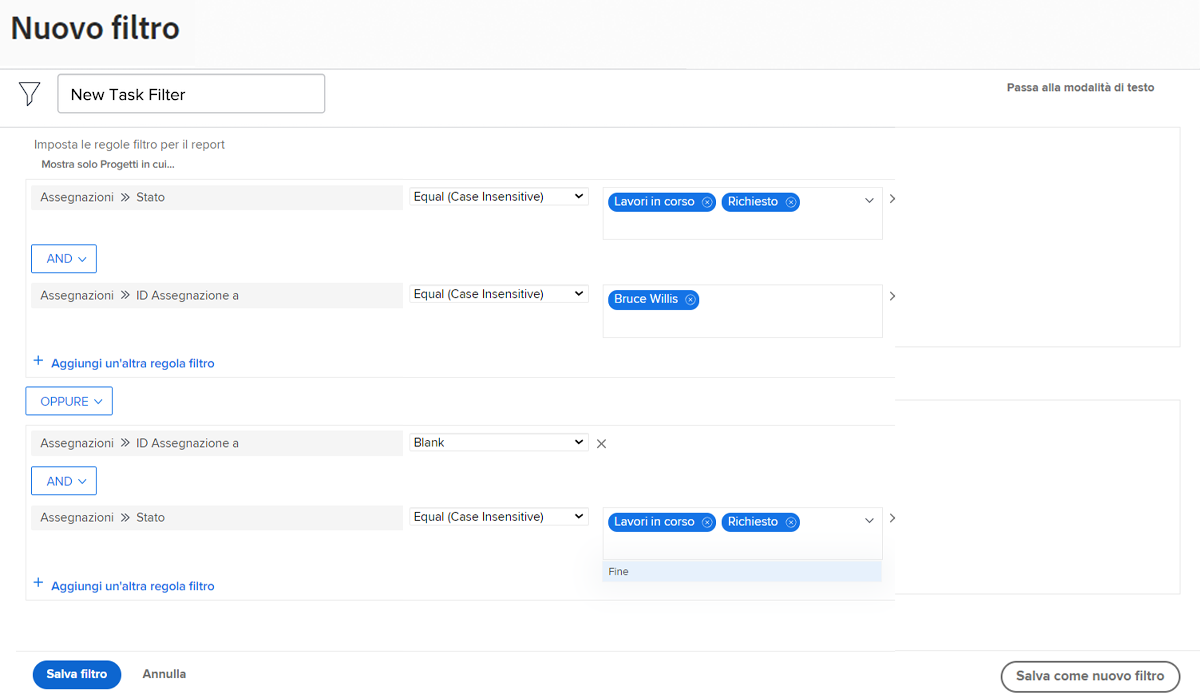 Nuovo filtro
New Task Filter
Passa alla modalità di testo
Imposta le regole filtro per il report
Mostra solo Progetti in cui...
Assegnazioni >> Stato Equal (Case Insensitive) Lavori in corso Richiesto
AND
Assegnazioni >> ID Assegnazione a Equal (Case Insensitive) Bruce Willis
+ Aggiungi un'altra regola filtro
OPPURE
Assegnazioni >> ID Assegnazione a Blank
AND
Assegnazioni >> Stato Equal (Case Insensitive) Lavori in corso Richiesto
Fine
+ Aggiungi un'altra regola filtro
Salva filtro Annulla Salva come nuovo filtro